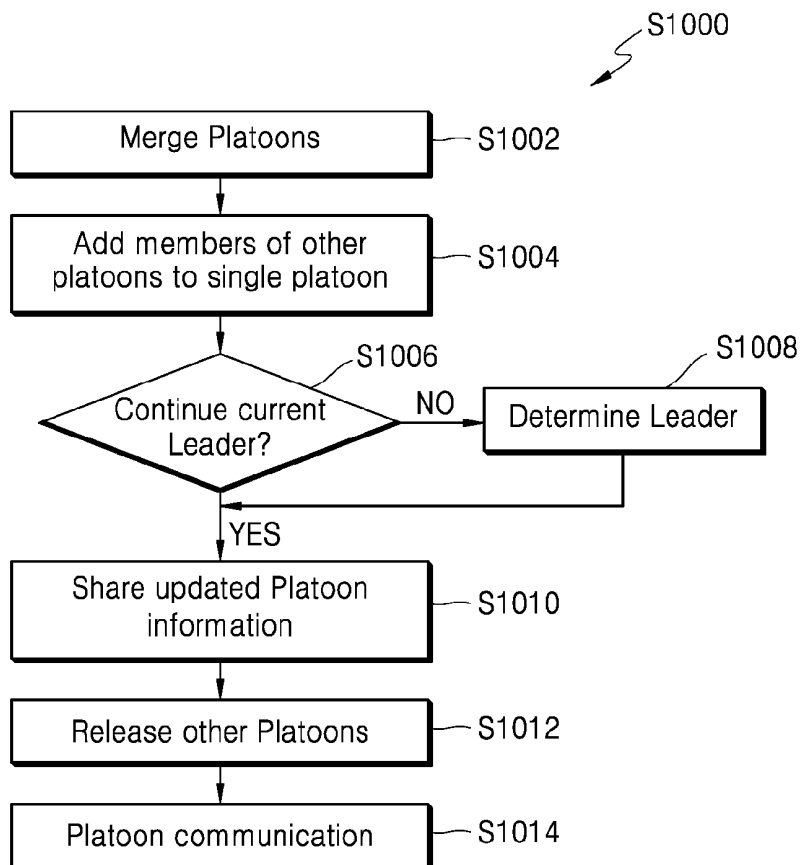 S1000
Merge Platoons
S1002
Add members of other
platoons to single platoon
S1004
S1006
S1008
Continue current
Leader?
NO
Determine Leader
YES
Share updated Platoon
information
S1010
Release other Platoons
S1012
Platoon communication
S1014